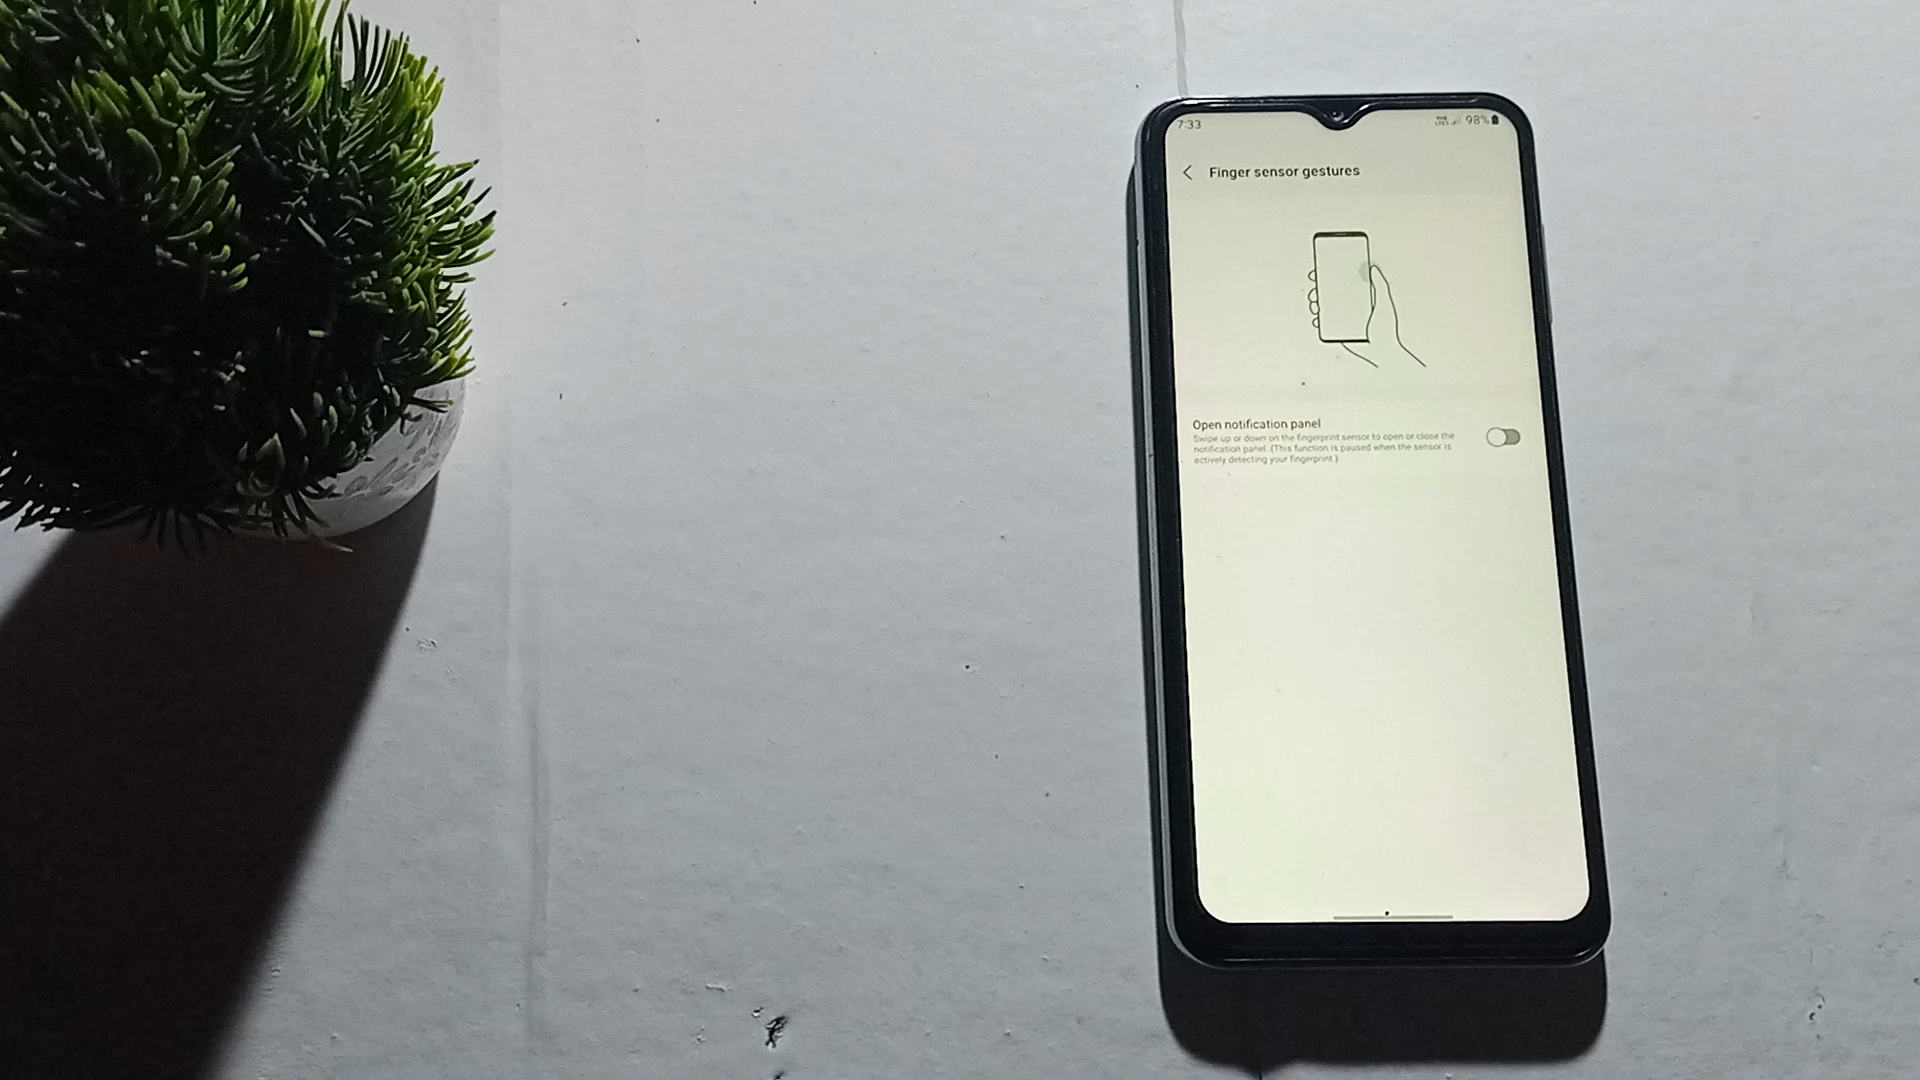 7:33
98%
Finger sensor gestures
Open notification panel
Swipe up or down on the fingerprint sensor to open or close the
notification panel. (This function is paused when the sensor is
actively detecting your fingerprint.)